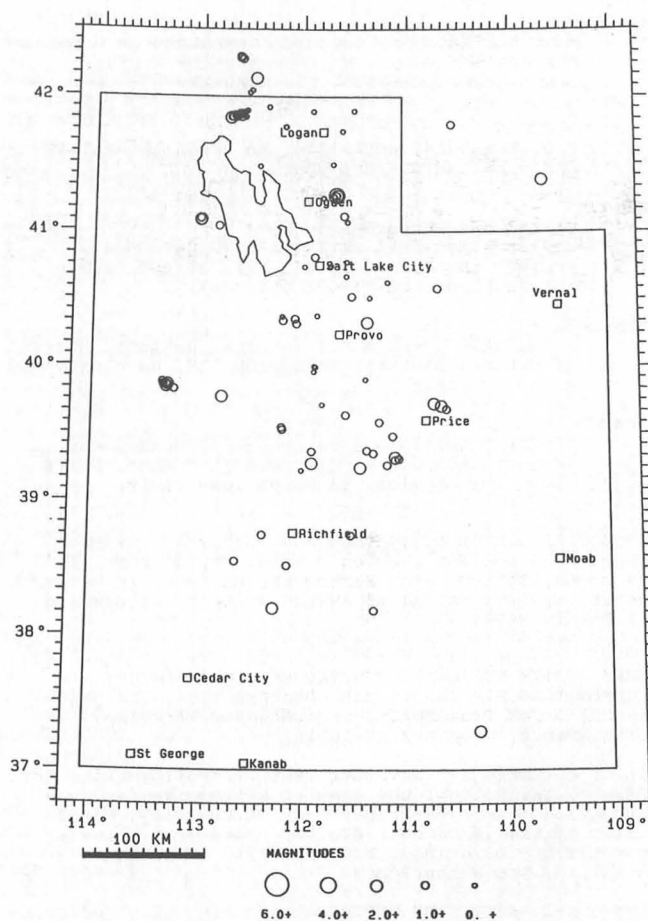 42°
Logan
Ogden
41°
Salt Lake City
Vernal
Provo
40°
Price
39°
Richfield
Moab
38°
Cedar City
St George
37°
Kanab
114° 113° 112° 111° 110° 109°
100 KM
MAGNITUDES
6.0+ 4.0+ 2.0+ 1.0+ 0.+